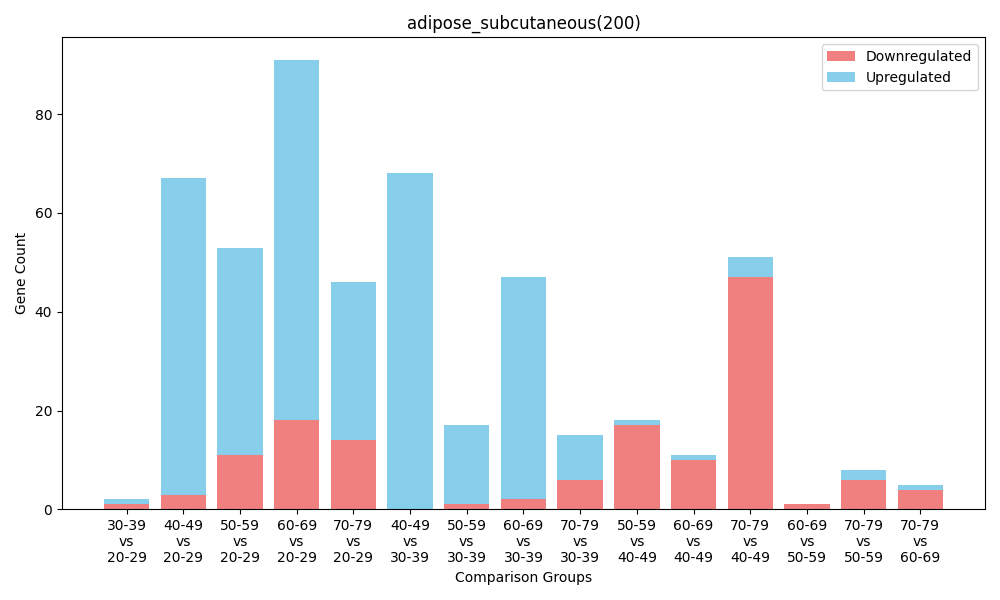 adipose_subcutaneous(200)
Downregulated
Upregulated
Gene Count
80
60
40
20
0
30-39
vs
20-29
40-49
vs
20-29
50-59
vs
20-29
60-69
vs
20-29
70-79
vs
20-29
40-49
vs
30-39
50-59
vs
30-39
60-69
vs
30-39
70-79
vs
30-39
50-59
vs
40-49
60-69
vs
40-49
70-79
vs
40-49
60-69
vs
50-59
70-79
vs
50-59
70-79
vs
60-69
Comparison Groups